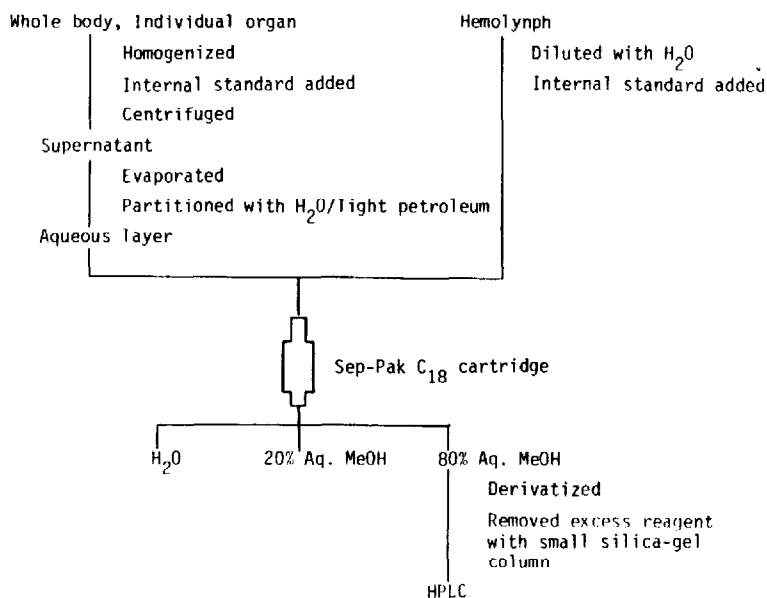 Whole body, Individual organ
Hemolynph
Homogenized
Diluted with H₂O
Internal standard added
Internal standard added
Centrifuged
Supernatant
Evaporated
Partitioned with H₂O/light petroleum
Aqueous layer
Sep-Pak C₁₈ cartridge
H₂O
20% Aq. MeOH
80% Aq. MeOH
Derivatized
Removed excess reagent
with small silica-gel
column
HPLC